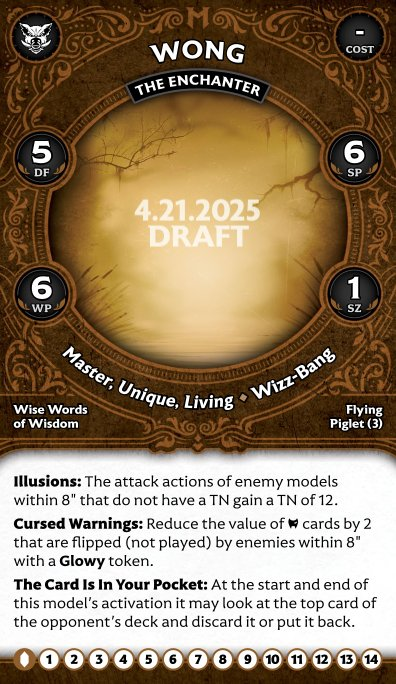 WONG
-
COST
THE ENCHANTER
5
DF
6
SP
4.21.2025
DRAFT
6
WP
1
SZ
Master, Unique, Living ♦ Wizz-Bang
Wise Words
of Wisdom
Flying
Piglet (3)
Illusions: The attack actions of enemy models
within 8" that do not have a TN gain a TN of 12.
Cursed Warnings: Reduce the value of cards by 2
that are flipped (not played) by enemies within 8"
with a Glowy token.
The Card Is In Your Pocket: At the start and end of
this model's activation it may look at the top card of
the opponent's deck and discard it or put it back.
1 2 3 4 5 6 7 8 9 10 11 12 13 14